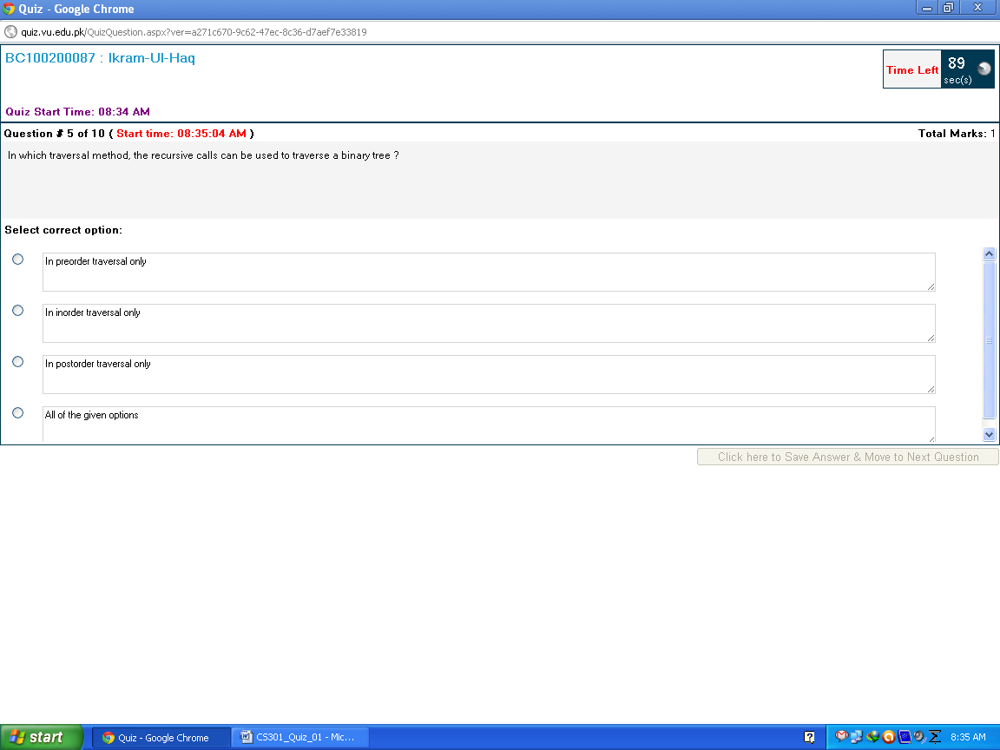 Quiz - Google Chrome
quiz.vu.edu.pk/QuizQuestion.aspx?ver=a271c670-9c62-47ec-8c36-d7aef7e33819
BC100200087 : Ikram-Ul-Haq
Time Left 89
sec(s)
Quiz Start Time: 08:34 AM
Question # 5 of 10 ( Start time: 08:35:04 AM ) Total Marks: 1
In which traversal method, the recursive calls can be used to traverse a binary tree ?
Select correct option:
In preorder traversal only
In inorder traversal only
In postorder traversal only
All of the given options
Click here to Save Answer & Move to Next Question
start Quiz - Google Chrome CS301_Quiz_01 - Mic... 8:35 AM